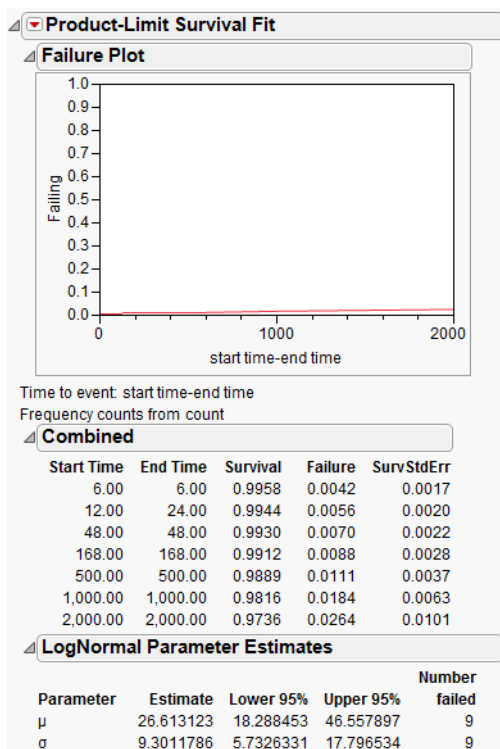 Product-Limit Survival Fit
Failure Plot
1.0
0.9
0.8
0.7
0.6
0.5
0.4
0.3
0.2
0.1
0.0
Failing
0 1000 2000
start time-end time
Time to event: start time-end time
Frequency counts from count
Combined
Start Time End Time Survival Failure SurvStdErr
6.00 6.00 0.9958 0.0042 0.0017
12.00 24.00 0.9944 0.0056 0.0020
48.00 48.00 0.9930 0.0070 0.0022
168.00 168.00 0.9912 0.0088 0.0028
500.00 500.00 0.9889 0.0111 0.0037
1,000.00 1,000.00 0.9816 0.0184 0.0063
2,000.00 2,000.00 0.9736 0.0264 0.0101
LogNormal Parameter Estimates
Number
Parameter Estimate Lower 95% Upper 95% failed
μ 26.613123 18.288453 46.557897 9
σ 9.3011786 5.7326331 17.796534 9